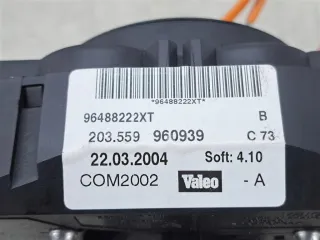 *96488222XT*
96488222XT B
203.559 960939 C 73
22.03.2004 Soft: 4.10
COM2002 Valeo - A